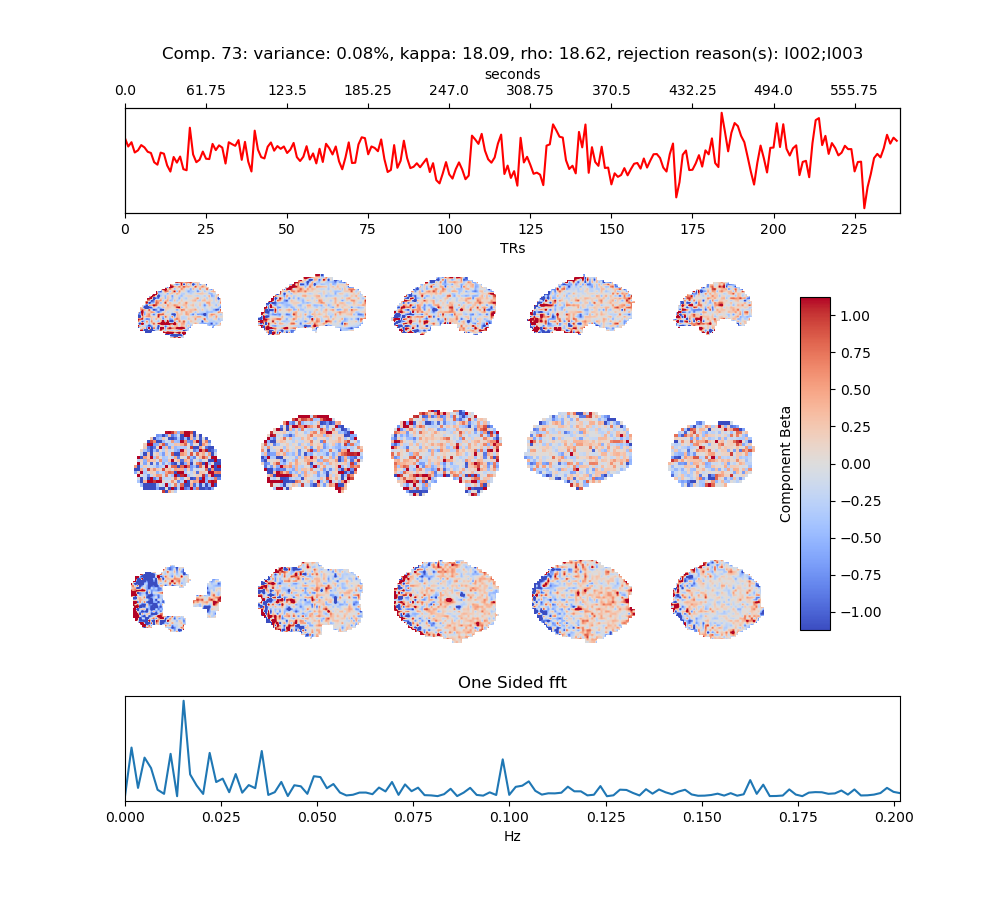 Comp. 73: variance: 0.08%, kappa: 18.09, rho: 18.62, rejection reason(s): I002;I003
seconds
0.0 61.75 123.5 185.25 247.0 308.75 370.5 432.25 494.0 555.75
0 25 50 75 100 125 150 175 200 225
TRs
1.00
0.75
0.50
0.25
0.00
−0.25
−0.50
−0.75
−1.00
Component Beta
One Sided fft
0.000 0.025 0.050 0.075 0.100 0.125 0.150 0.175 0.200
Hz